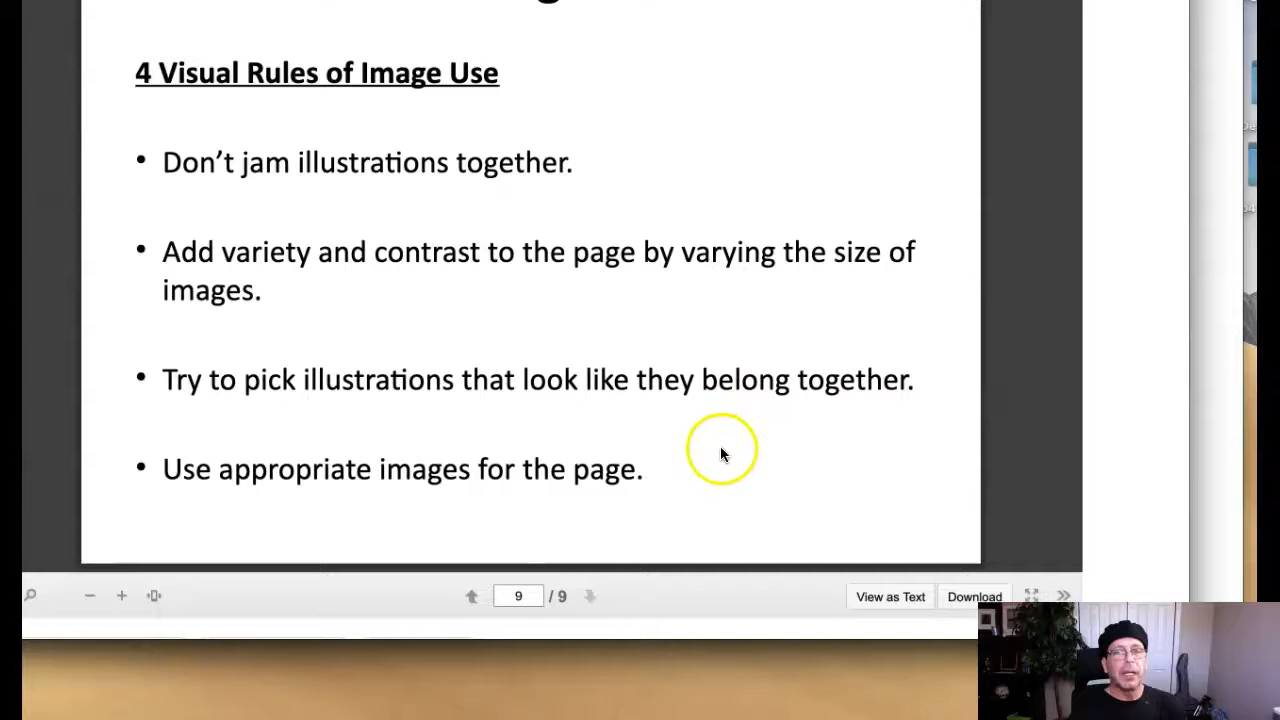 4 Visual Rules of Image Use
• Don't jam illustrations together.
• Add variety and contrast to the page by varying the size of
images.
• Try to pick illustrations that look like they belong together.
• Use appropriate images for the page.
9 / 9
View as Text
Download